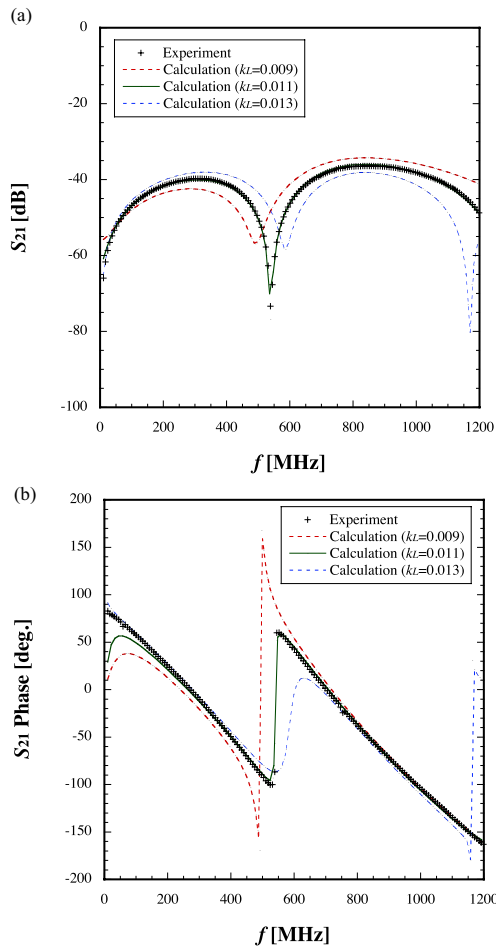 (a)
0
-20
-40
-60
-80
-100
S21 [dB]
Experiment
Calculation (kL=0.009)
Calculation (kL=0.011)
Calculation (kL=0.013)
0 200 400 600 800 1000 1200
f [MHz]
(b)
200
150
100
50
0
-50
-100
-150
-200
S21 Phase [deg.]
Experiment
Calculation (kL=0.009)
Calculation (kL=0.011)
Calculation (kL=0.013)
0 200 400 600 800 1000 1200
f [MHz]